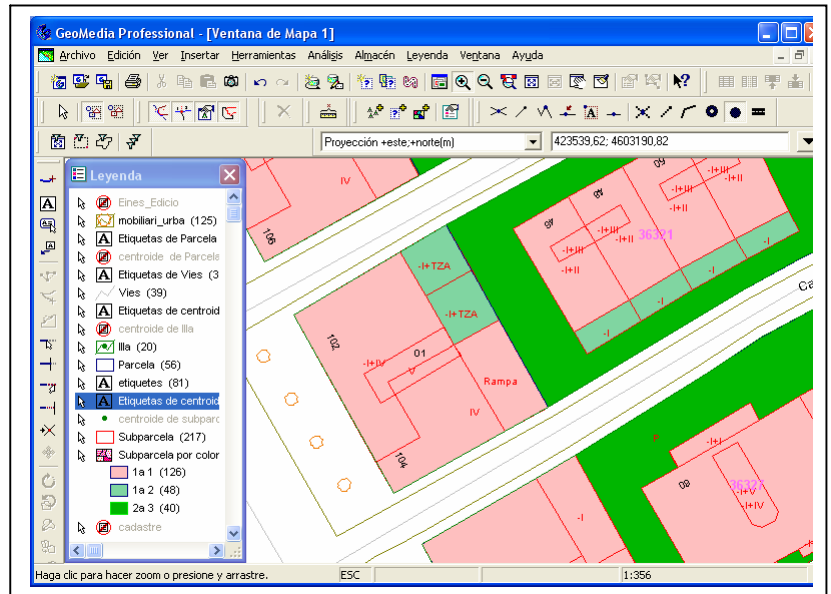 GeoMedia Professional - [Ventana de Mapa 1]
Archivo Edición Ver Insertar Herramientas Análisis Almacén Leyenda Ventana Ayuda
Proyección +este;+norte(m) 423539,62; 4603190,82
Leyenda
Eines_Edicio
mobiliari_urba (125)
Etiquetas de Parcela
centroide de Parcela
Etiquetas de Vies (3
Vies (39)
Etiquetas de centroid
centroide de Illa
Illa (20)
Parcela (56)
etiquetes (81)
Etiquetas de centroid
centroide de subparc
Subparcela (217)
Subparcela por color
1a 1 (126)
1a 2 (48)
2a 3 (40)
cadastre
IV
106
-I+TZA
-I+TZA
102
-I+IV
01
V
Rampa
IV
104
-I+III
-I+II
-I+III
-I+II
36321
-I
-I
-I
Ca
P
-I+I
36327
-I+V
-I+IV
-I
Haga clic para hacer zoom o presione y arrastre. ESC 1:356